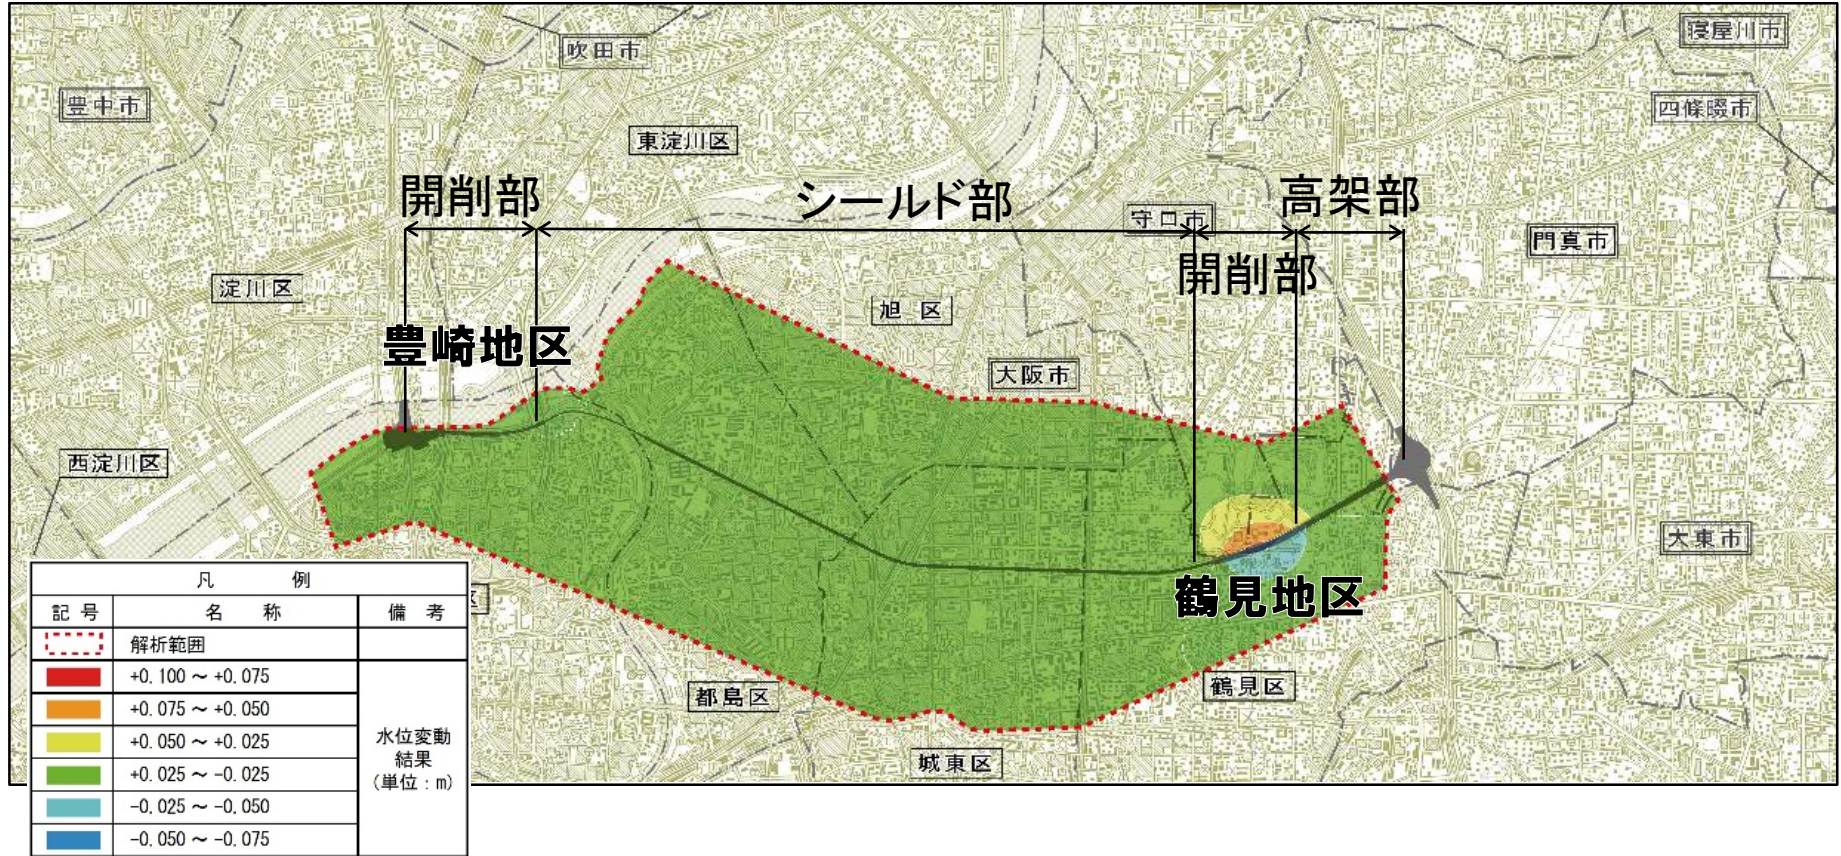 吹田市
寝屋川市
豊中市
四條畷市
東淀川区
開削部
シールド部
高架部
守口市
門真市
開削部
淀川区
旭 区
豊崎地区
大阪市
西淀川区
大東市
鶴見地区
区
都島区
鶴見区
城東区
凡 例
記 号 名 称 備 考
解析範囲
+0.100 ～ +0.075
+0.075 ～ +0.050
+0.050 ～ +0.025
+0.025 ～ -0.025
-0.025 ～ -0.050
-0.050 ～ -0.075
水位変動
結果
(単位：m)